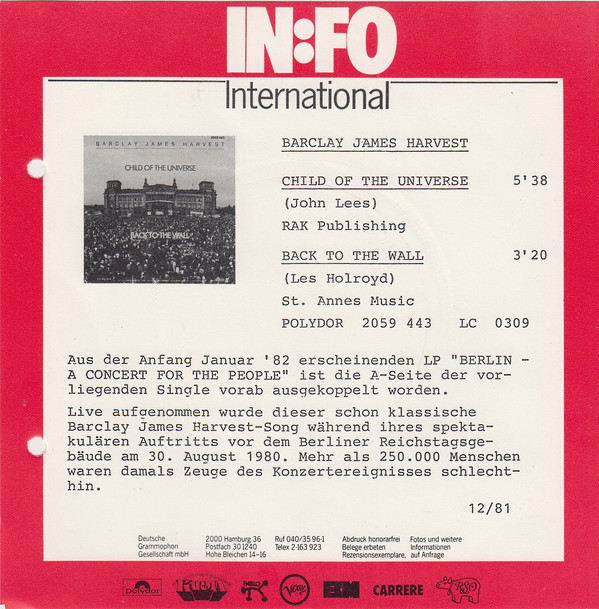 IN:FO
International
2059 443
BARCLAY JAMES HARVEST
CHILD OF THE UNIVERSE
BACK TO THE WALL
BARCLAY JAMES HARVEST
CHILD OF THE UNIVERSE 5'38
(John Lees)
RAK Publishing
BACK TO THE WALL 3'20
(Les Holroyd)
St. Annes Music
POLYDOR 2059 443 LC 0309
Aus der Anfang Januar '82 erscheinenden LP "BERLIN -
A CONCERT FOR THE PEOPLE" ist die A-Seite der vor-
liegenden Single vorab ausgekoppelt worden.
Live aufgenommen wurde dieser schon klassische
Barclay James Harvest-Song während ihres spekta-
kulären Auftritts vor dem Berliner Reichstagsge-
bäude am 30. August 1980. Mehr als 250.000 Menschen
waren damals Zeuge des Konzertereignisses schlecht-
hin.
12/81
Deutsche
Grammophon
Gesellschaft mbH
2000 Hamburg 36
Postfach 30 1240
Hohe Bleichen 14-16
Ruf 040/35 96-1
Telex 2-163 923
Abdruck honorarfrei
Belege erbeten
Rezensionsexemplare,
Fotos und weitere
Informationen
auf Anfrage
polydor
Verve
ECM
CARRERE
RSO